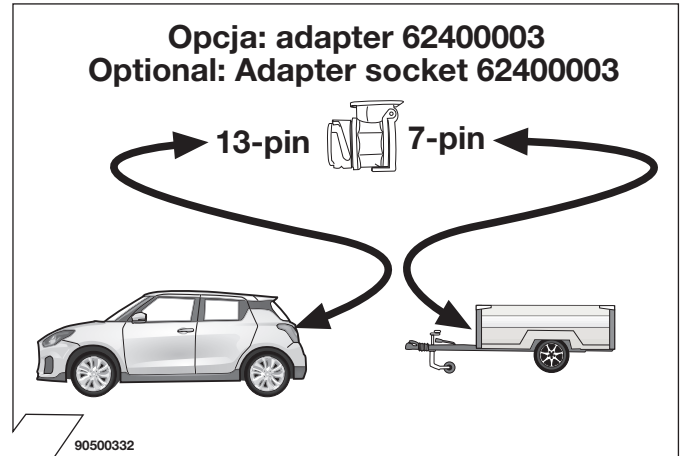 Opcja: adapter 62400003
Optional: Adapter socket 62400003
13-pin 7-pin
90500332